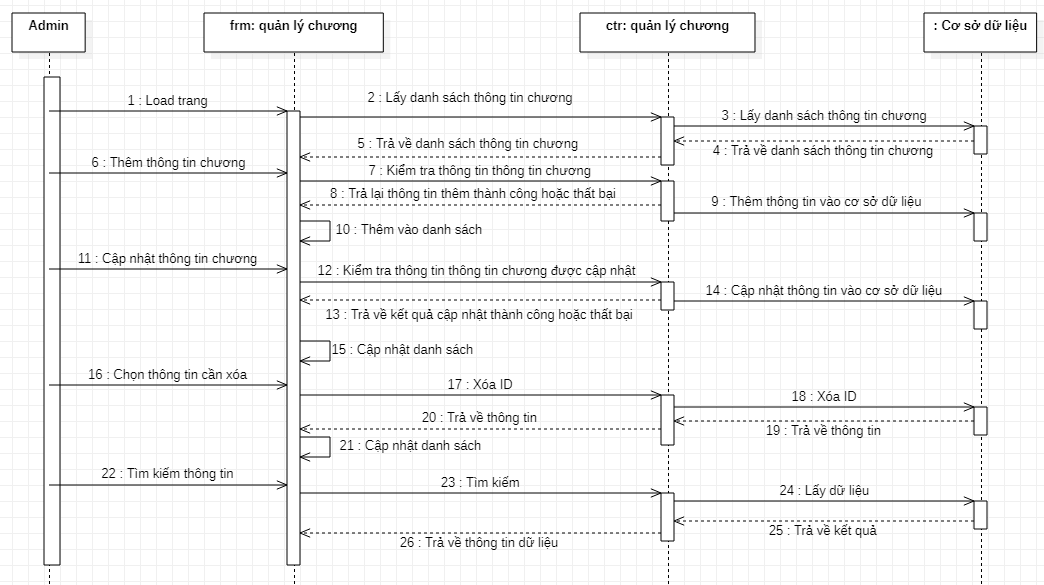 Admin
frm: quản lý chương
ctr: quản lý chương
: Cơ sở dữ liệu
1 : Load trang
2 : Lấy danh sách thông tin chương
3 : Lấy danh sách thông tin chương
4 : Trả về danh sách thông tin chương
5 : Trả về danh sách thông tin chương
6 : Thêm thông tin chương
7 : Kiểm tra thông tin thông tin chương
8 : Trả lại thông tin thêm thành công hoặc thất bại
9 : Thêm thông tin vào cơ sở dữ liệu
10 : Thêm vào danh sách
11 : Cập nhật thông tin chương
12 : Kiểm tra thông tin thông tin chương được cập nhật
13 : Trả về kết quả cập nhật thành công hoặc thất bại
14 : Cập nhật thông tin vào cơ sở dữ liệu
15 : Cập nhật danh sách
16 : Chọn thông tin cần xóa
17 : Xóa ID
18 : Xóa ID
19 : Trả về thông tin
20 : Trả về thông tin
21 : Cập nhật danh sách
22 : Tìm kiếm thông tin
23 : Tìm kiếm
24 : Lấy dữ liệu
25 : Trả về kết quả
26 : Trả về thông tin dữ liệu